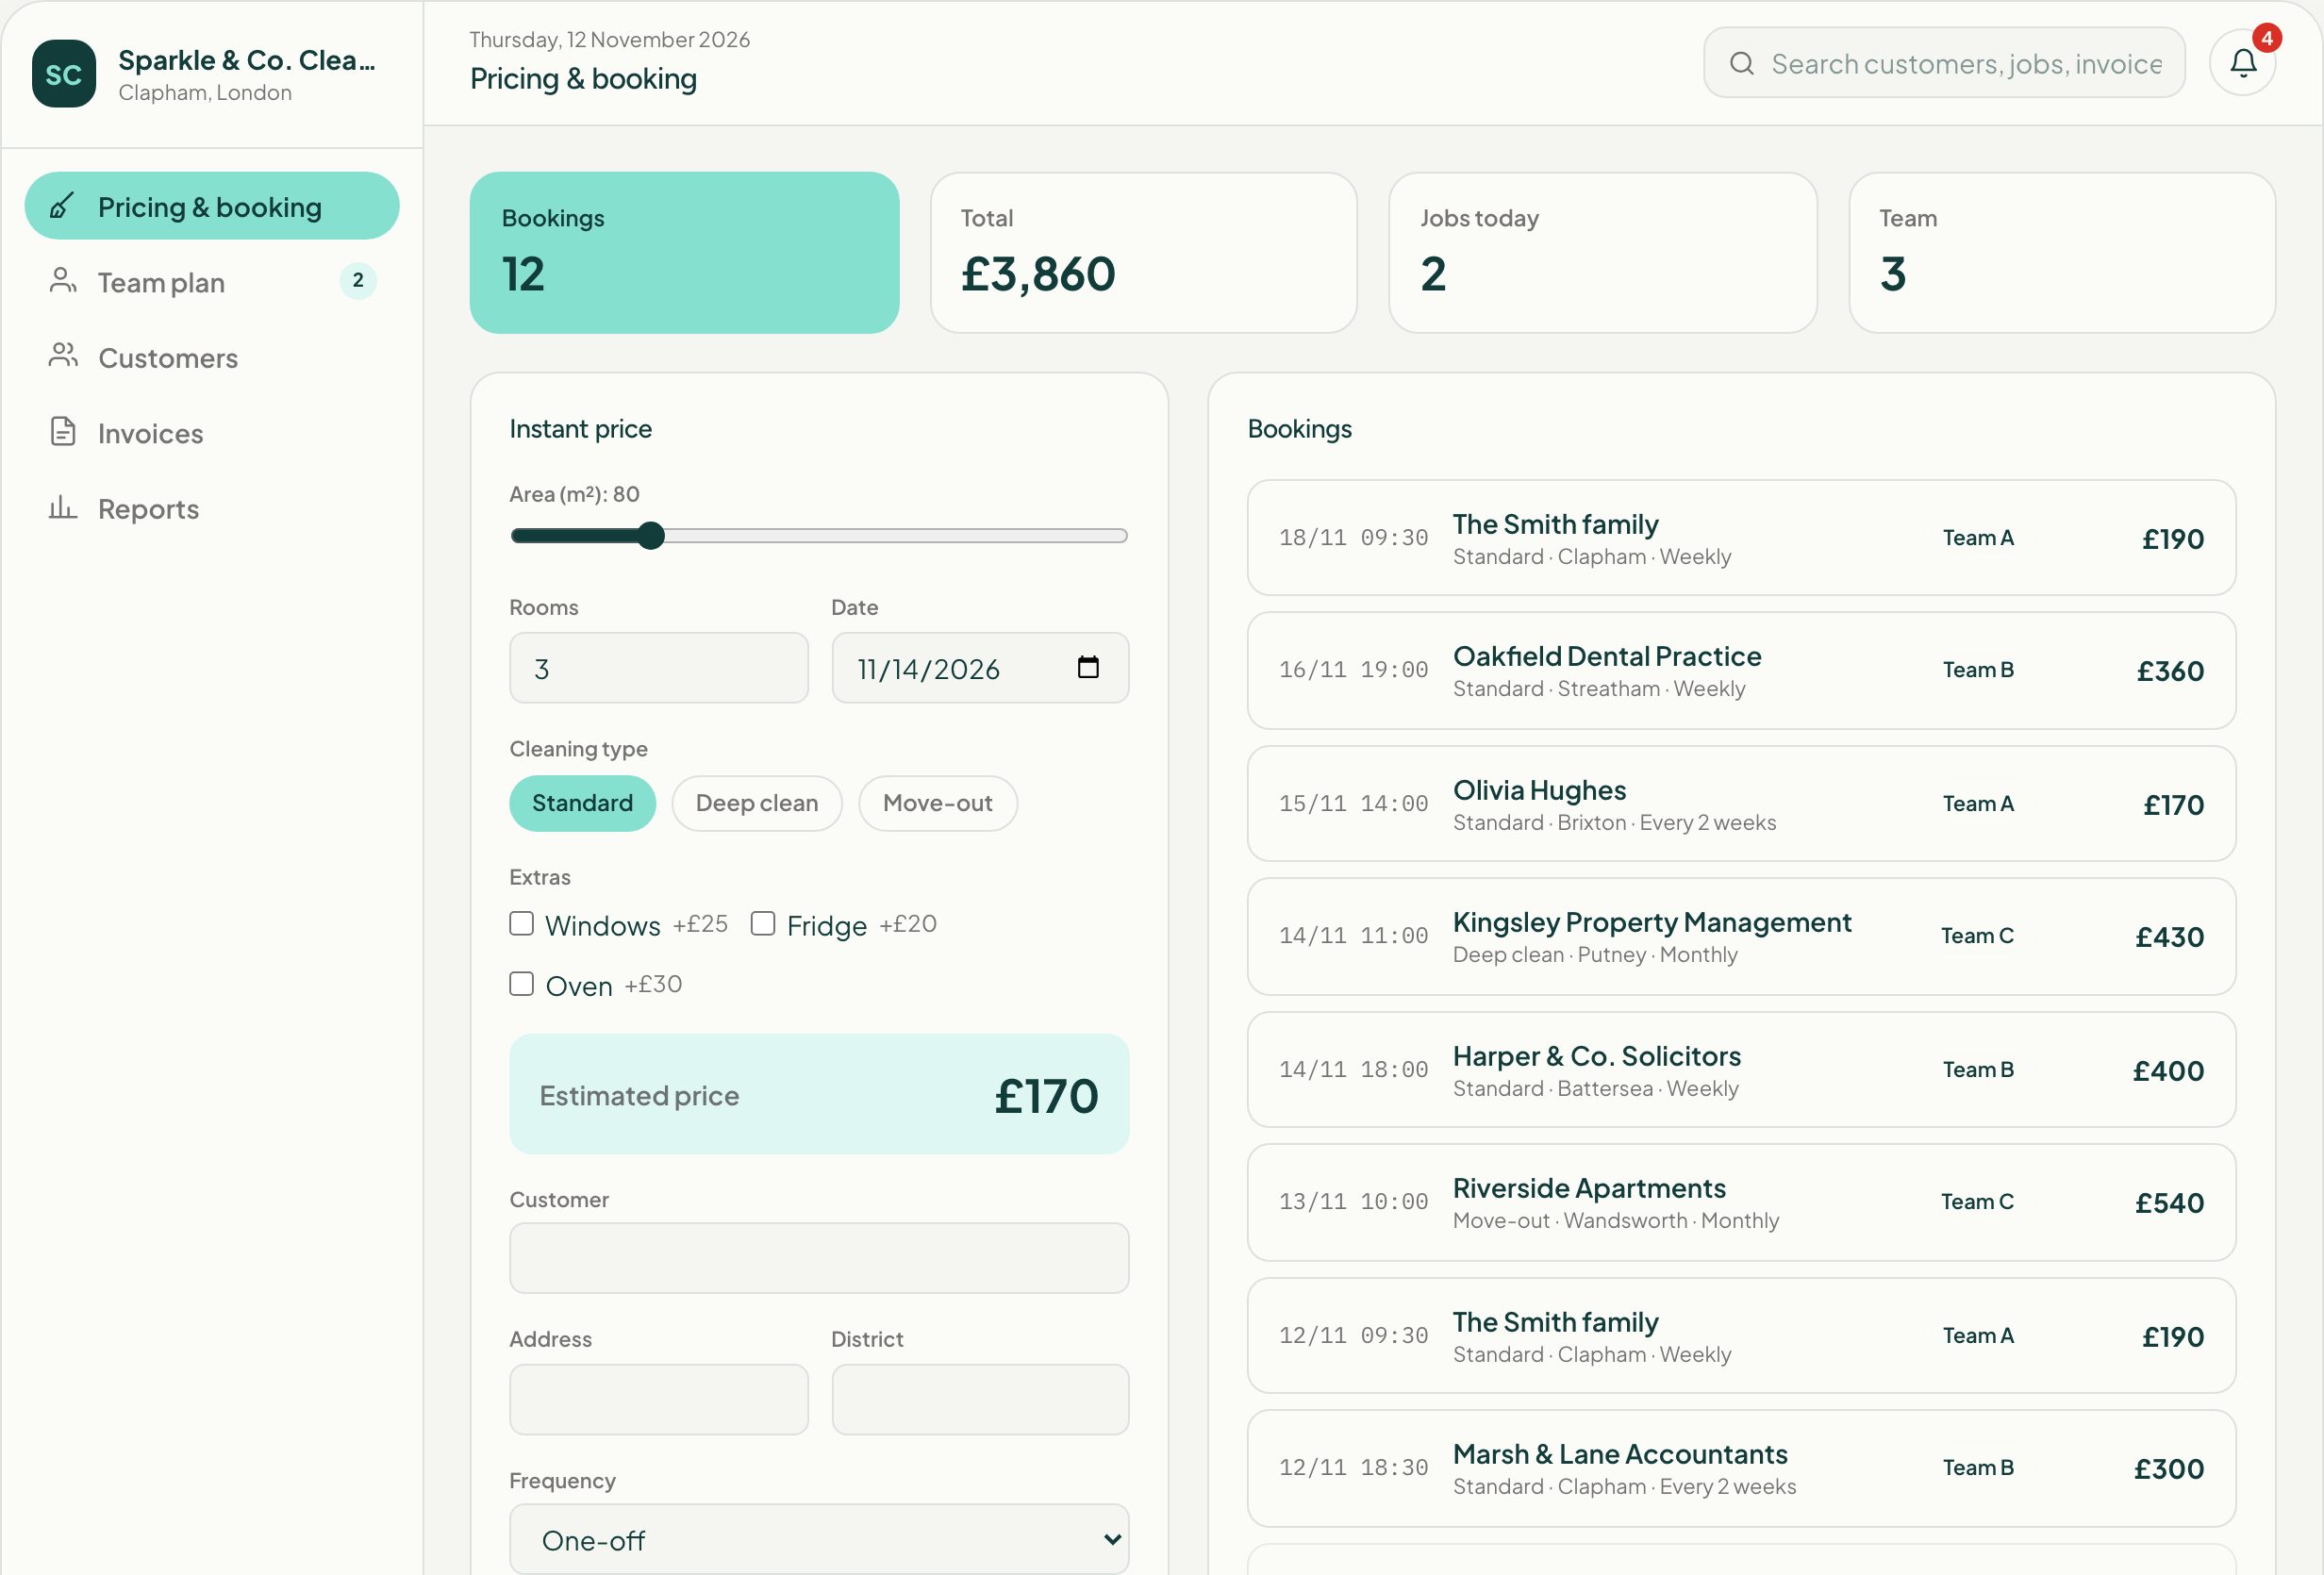 SC
Sparkle & Co. Clea...
Clapham, London
Pricing & booking
Team plan
2
Customers
Invoices
Reports
Thursday, 12 November 2026
Pricing & booking
Search customers, jobs, invoice
4
Bookings
12
Total
£3,860
Jobs today
2
Team
3
Instant price
Area (m²): 80
Rooms
Date
3
11/14/2026
Cleaning type
Standard
Deep clean
Move-out
Extras
Windows +£25
Fridge +£20
Oven +£30
Estimated price
£170
Customer
Address
District
Frequency
One-off
Bookings
18/11 09:30
The Smith family
Standard · Clapham · Weekly
Team A
£190
16/11 19:00
Oakfield Dental Practice
Standard · Streatham · Weekly
Team B
£360
15/11 14:00
Olivia Hughes
Standard · Brixton · Every 2 weeks
Team A
£170
14/11 11:00
Kingsley Property Management
Deep clean · Putney · Monthly
Team C
£430
14/11 18:00
Harper & Co. Solicitors
Standard · Battersea · Weekly
Team B
£400
13/11 10:00
Riverside Apartments
Move-out · Wandsworth · Monthly
Team C
£540
12/11 09:30
The Smith family
Standard · Clapham · Weekly
Team A
£190
12/11 18:30
Marsh & Lane Accountants
Standard · Clapham · Every 2 weeks
Team B
£300